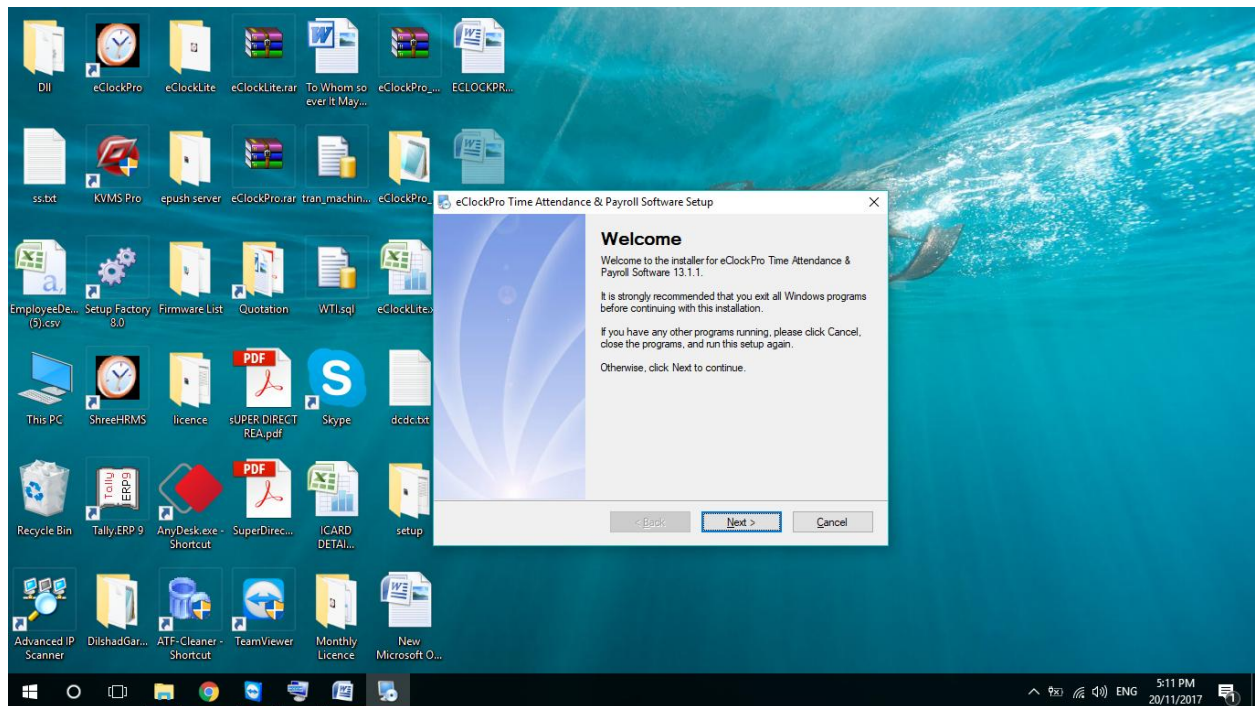 Dll
eClockPro
eClockLite
eClockLite.rar
To Whom so
ever It May...
eClockPro_...
ECLOCKPR...
ss.txt
KVMS Pro
epush server
eClockPro.rar
tran_machin...
eClockPro_
EmployeeDe...
(5).csv
Setup Factory
8.0
Firmware List
Quotation
WTI.sql
eClockLite.x
This PC
ShreeHRMS
licence
PDF
sUPER DIRECT
REA.pdf
Skype
dcdc.txt
Recycle Bin
Tally
ERP9
Tally.ERP 9
AnyDesk.exe -
Shortcut
PDF
SuperDirec...
ICARD
DETAI...
setup
Advanced IP
Scanner
DilshadGar...
ATF-Cleaner -
Shortcut
TeamViewer
Monthly
Licence
New
Microsoft O...
eClockPro Time Attendance & Payroll Software Setup
Welcome
Welcome to the installer for eClockPro Time Attendance &
Payroll Software 13.1.1.
It is strongly recommended that you exit all Windows programs
before continuing with this installation.
If you have any other programs running, please click Cancel,
close the programs, and run this setup again.
Otherwise, click Next to continue.
< Back
Next >
Cancel
ENG
5:11 PM
20/11/2017
1